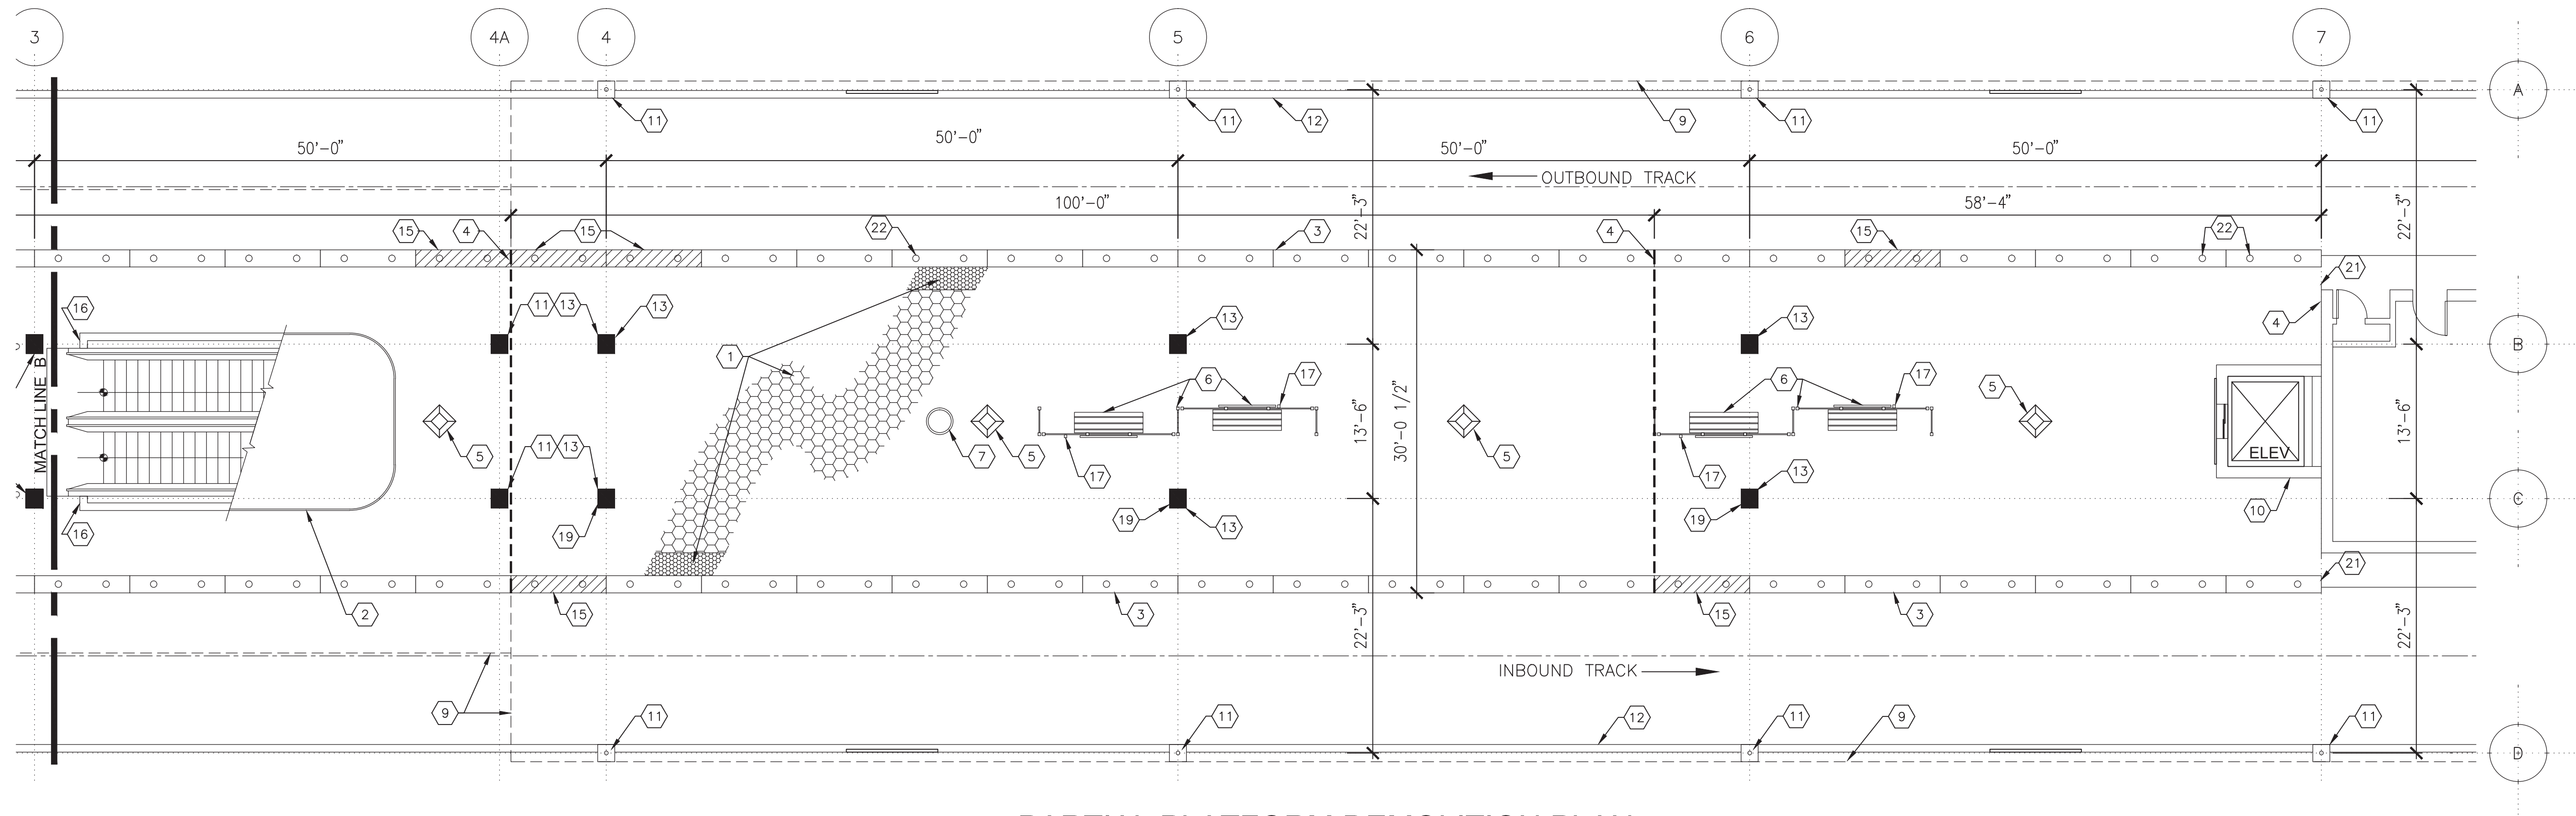 3 4A 4 5 6 7
A
11 11 12 11 9 11
50'-0" 50'-0" 50'-0" 50'-0"
OUTBOUND TRACK
100'-0" 58'-4"
22'-3" 22'-3"
15 4 15 22 3 4 15 22
21
16 11 13 13 13 13 4
B
MATCH LINE B
1 6 17 6 17 5
13'-6" 30'-0 1/2" 13'-6"
5 11 13 7 5 17 5 17 13 ELEV
C
16 19 19 13 19 10
21
2 15 3 15 3
22'-3" 22'-3"
INBOUND TRACK
9 11 11 12 11 9 11
D